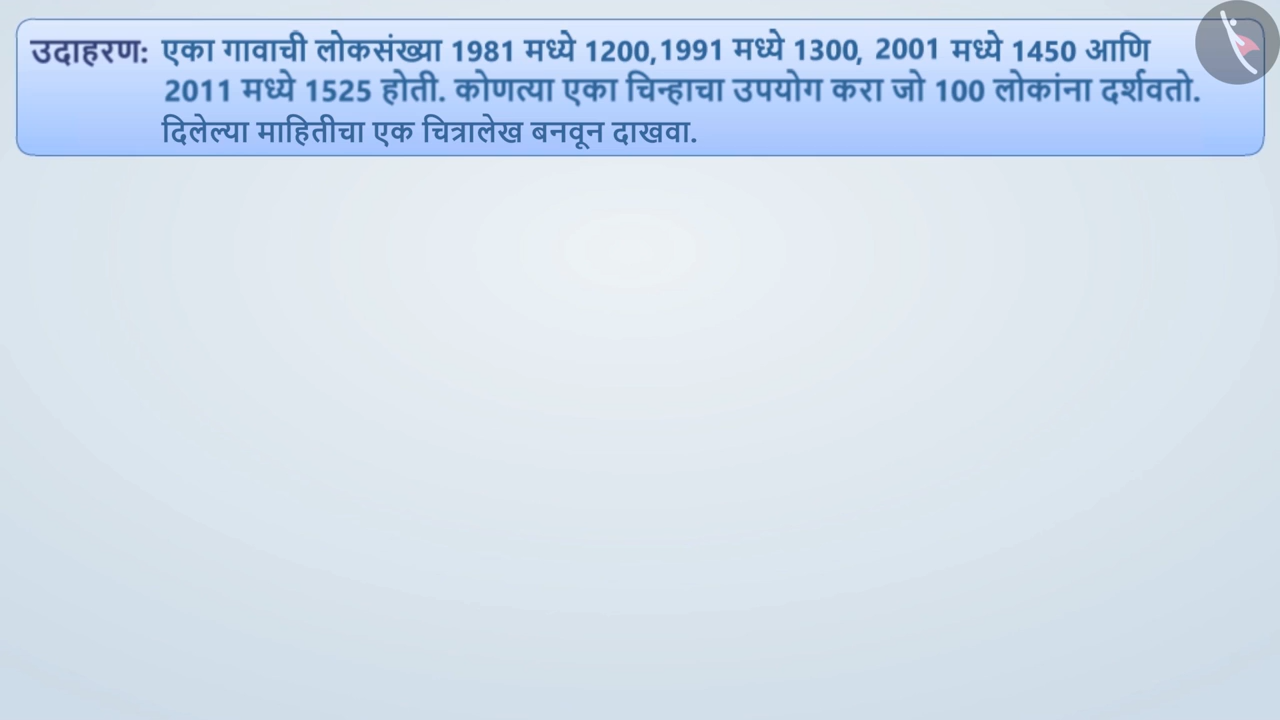 उदाहरण: एका गावाची लोकसंख्या 1981 मध्ये 1200,1991 मध्ये 1300, 2001 मध्ये 1450 आणि
2011 मध्ये 1525 होती. कोणत्या एका चिन्हाचा उपयोग करा जो 100 लोकांना दर्शवतो.
दिलेल्या माहितीचा एक चित्रालेख बनवून दाखवा.